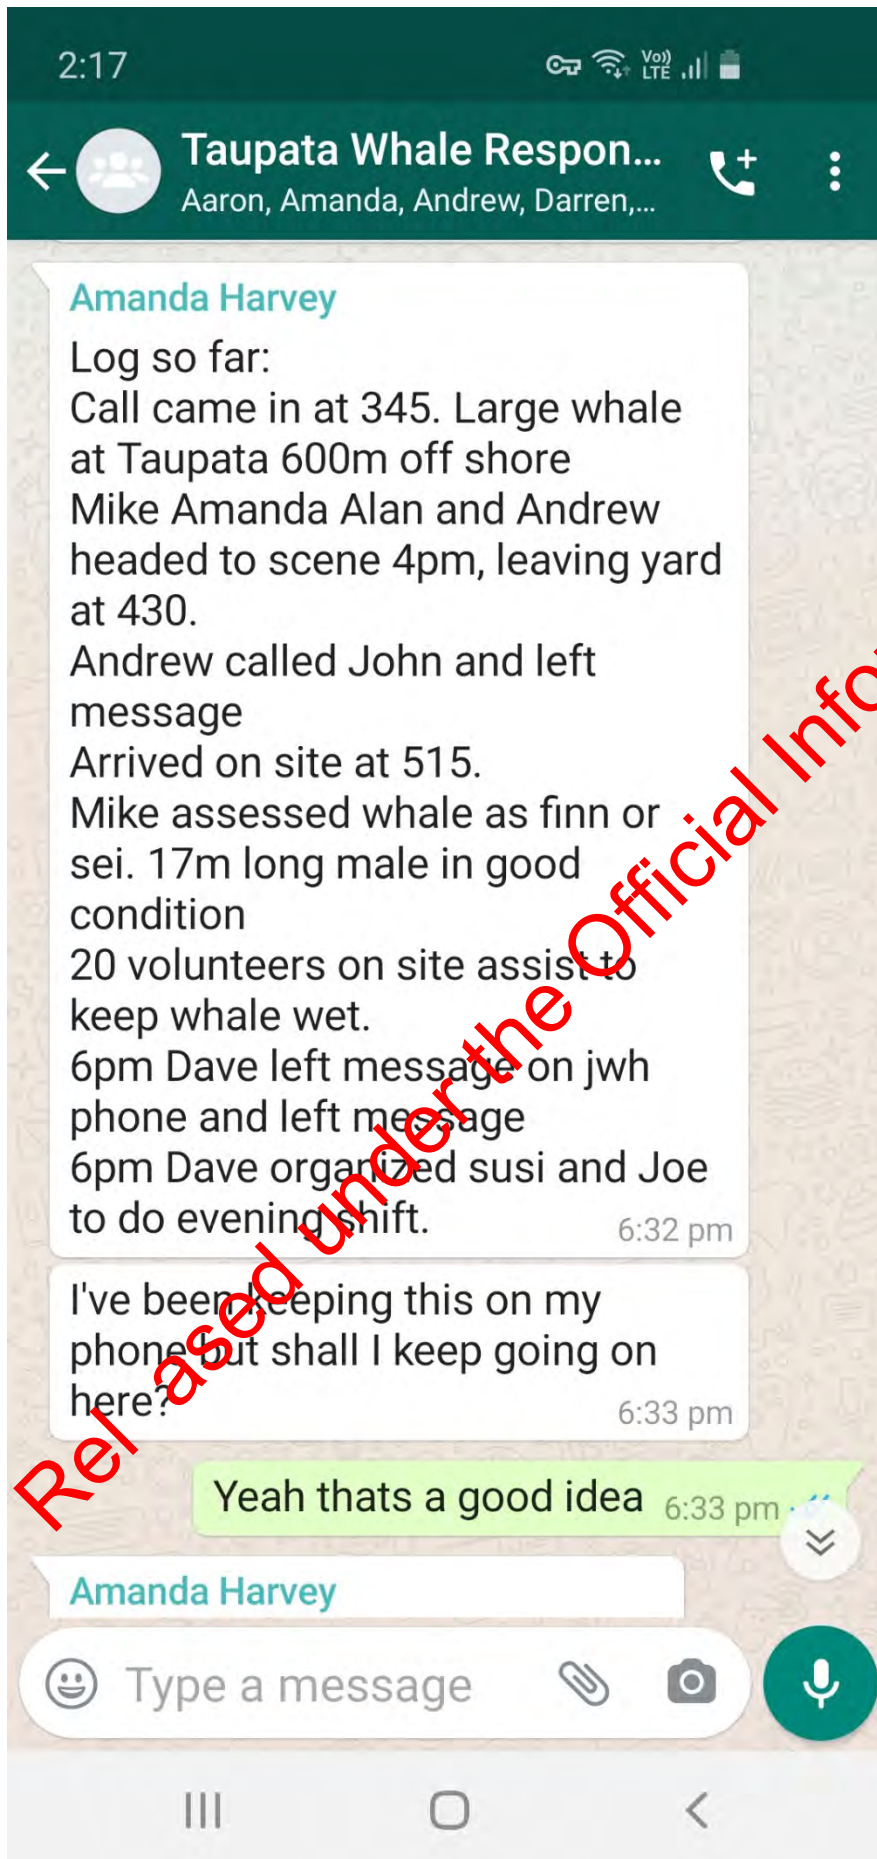 2:17
Vo))
LTE
Taupata Whale Respon...
Aaron, Amanda, Andrew, Darren,...
Amanda Harvey
Log so far:
Call came in at 345. Large whale
at Taupata 600m off shore
Mike Amanda Alan and Andrew
headed to scene 4pm, leaving yard
at 430.
Andrew called John and left
message
Arrived on site at 515.
Mike assessed whale as finn or
sei. 17m long male in good
condition
20 volunteers on site assist to
keep whale wet.
6pm Dave left message on jwh
phone and left message
6pm Dave organized susi and Joe
to do evening shift.
6:32 pm
I've been keeping this on my
phone but shall I keep going on
here?
6:33 pm
Yeah thats a good idea
6:33 pm
Amanda Harvey
Type a message
Rel ased under the Official Info